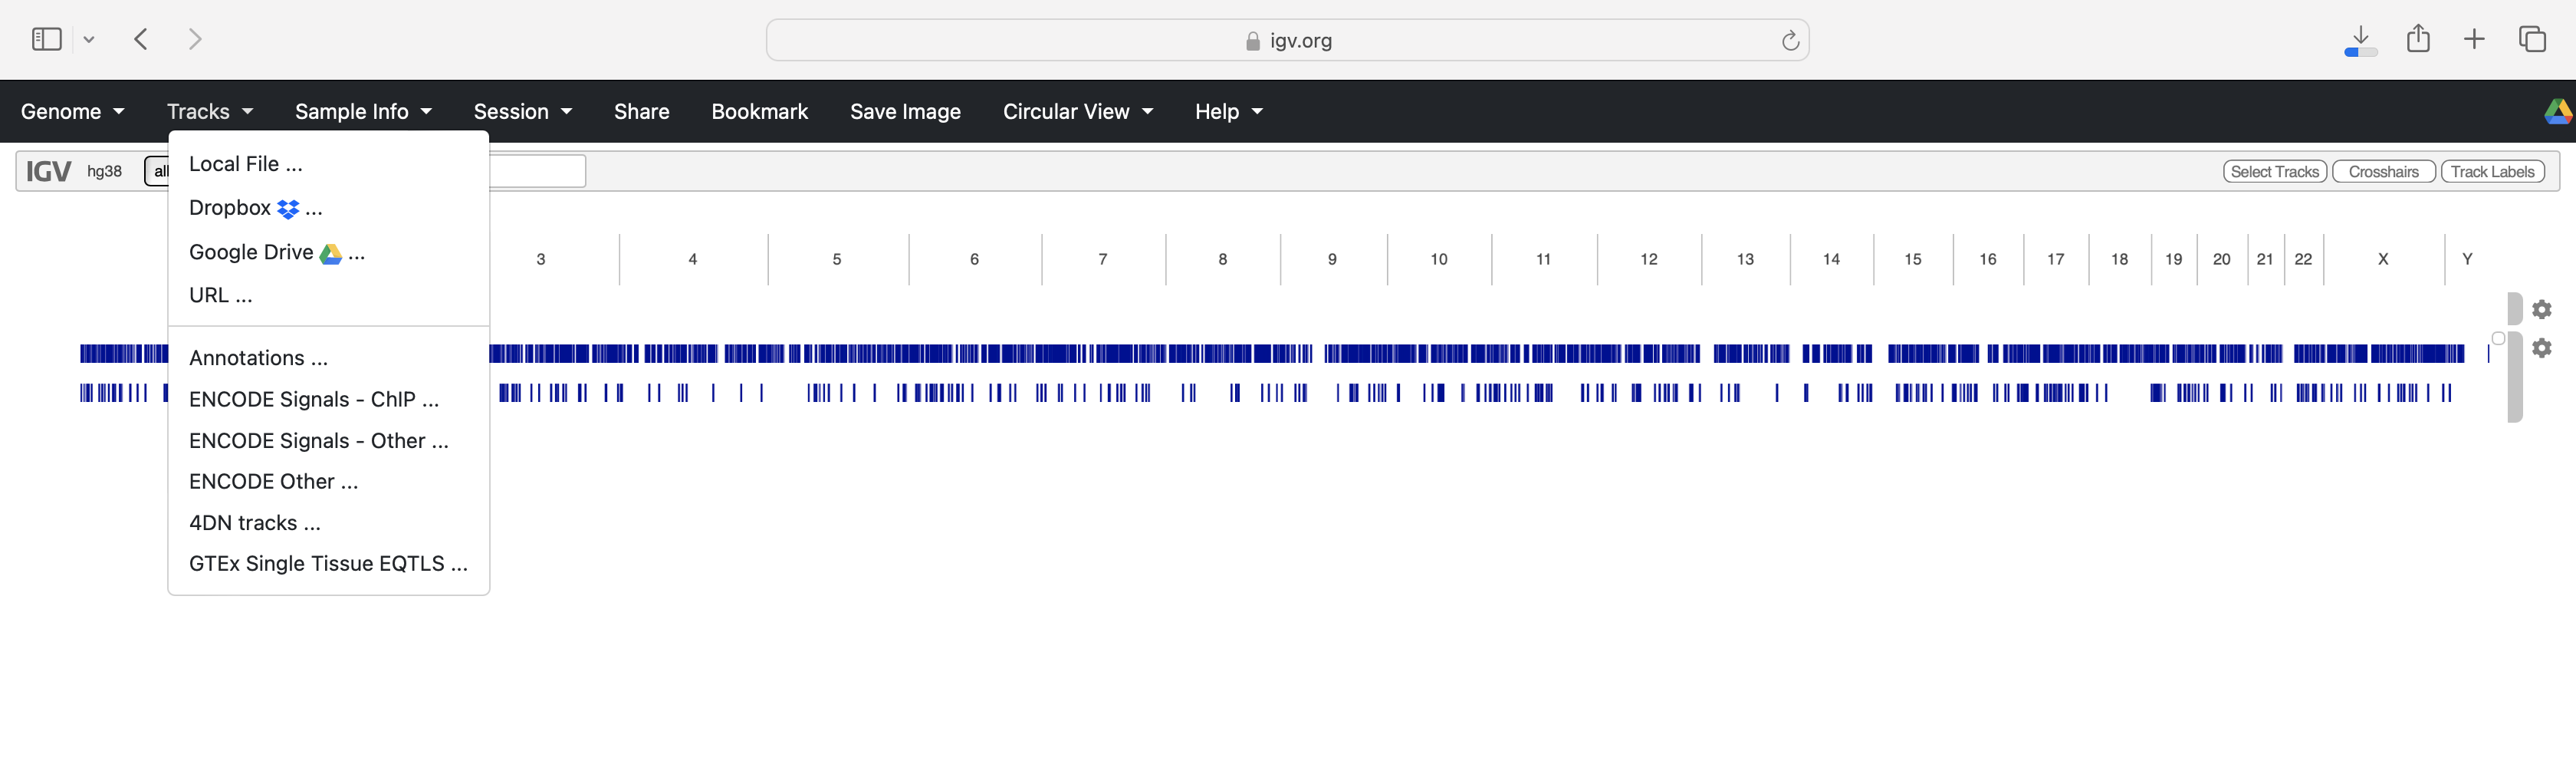 igv.org
Genome Tracks Sample Info Session Share Bookmark Save Image Circular View Help
IGV hg38 all Select Tracks Crosshairs Track Labels
Local File ...
Dropbox ...
Google Drive ...
URL ...
Annotations ...
ENCODE Signals - ChIP ...
ENCODE Signals - Other ...
ENCODE Other ...
4DN tracks ...
GTEx Single Tissue EQTLS ...
3 4 5 6 7 8 9 10 11 12 13 14 15 16 17 18 19 20 21 22 X Y